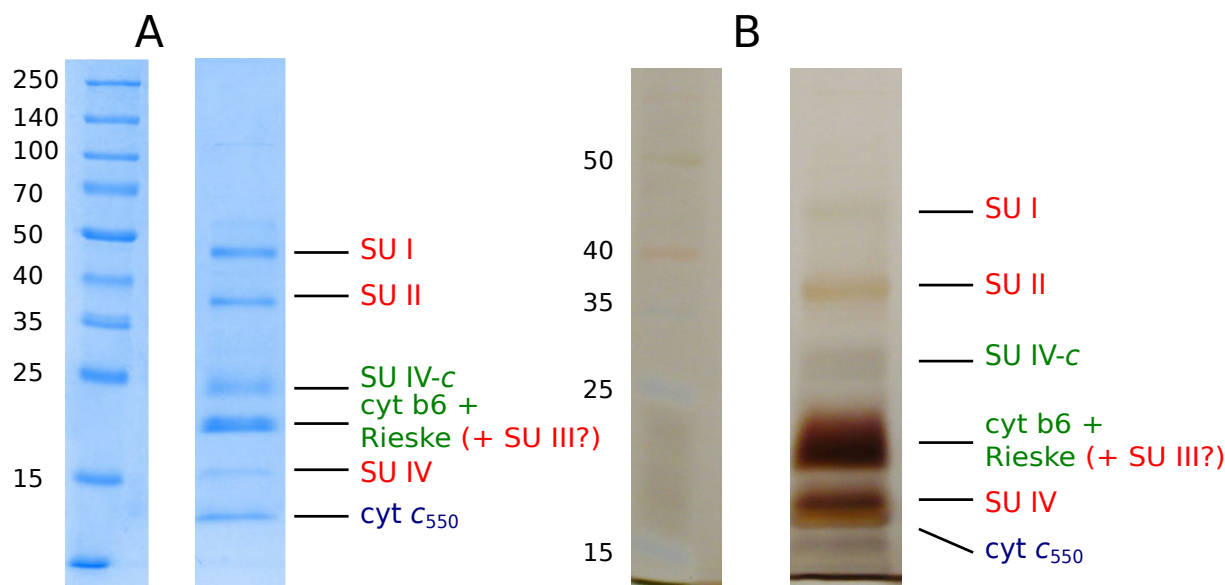 A
250
140
100
70
50
40
35
25
15
SU I
SU II
SU IV-c
cyt b6 +
Rieske (+ SU III?)
SU IV
cyt c550
B
50
40
35
25
15
SU I
SU II
SU IV-c
cyt b6 +
Rieske (+ SU III?)
SU IV
cyt c550